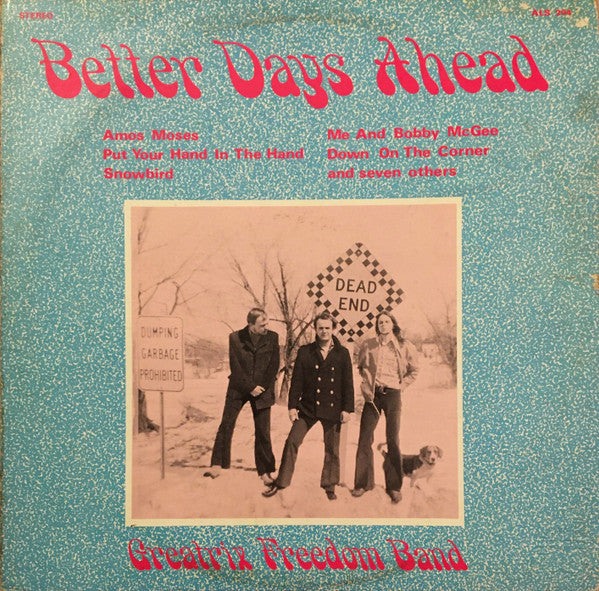 STEREO
ALS 268
Better Days Ahead
Amos Moses
Put Your Hand In The Hand
Snowbird
Me And Bobby McGee
Down On The Corner
and seven others
DEAD
END
DUMPING
GARBAGE
PROHIBITED
Greatrix Freedom Band